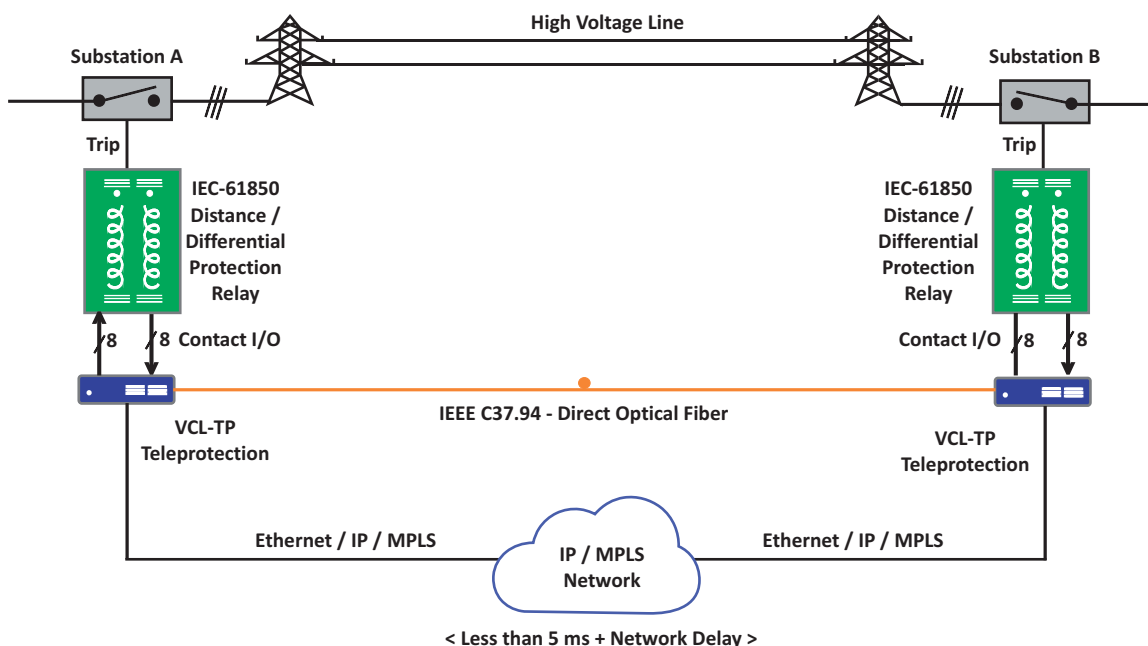 High Voltage Line
Substation A
Substation B
Trip
Trip
IEC-61850
Distance /
Differential
Protection
Relay
IEC-61850
Distance /
Differential
Protection
Relay
8
8
Contact I/O
Contact I/O
8
8
IEEE C37.94 - Direct Optical Fiber
VCL-TP
Teleprotection
VCL-TP
Teleprotection
Ethernet / IP / MPLS
IP / MPLS
Network
Ethernet / IP / MPLS
< Less than 5 ms + Network Delay >